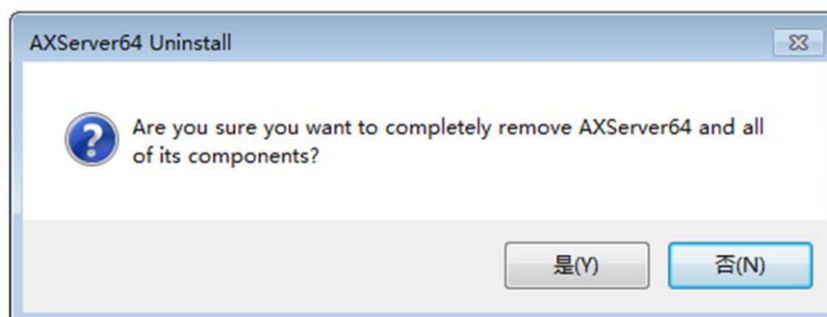 AXServer64 Uninstall
Are you sure you want to completely remove AXServer64 and all
of its components?
是(Y)
否(N)